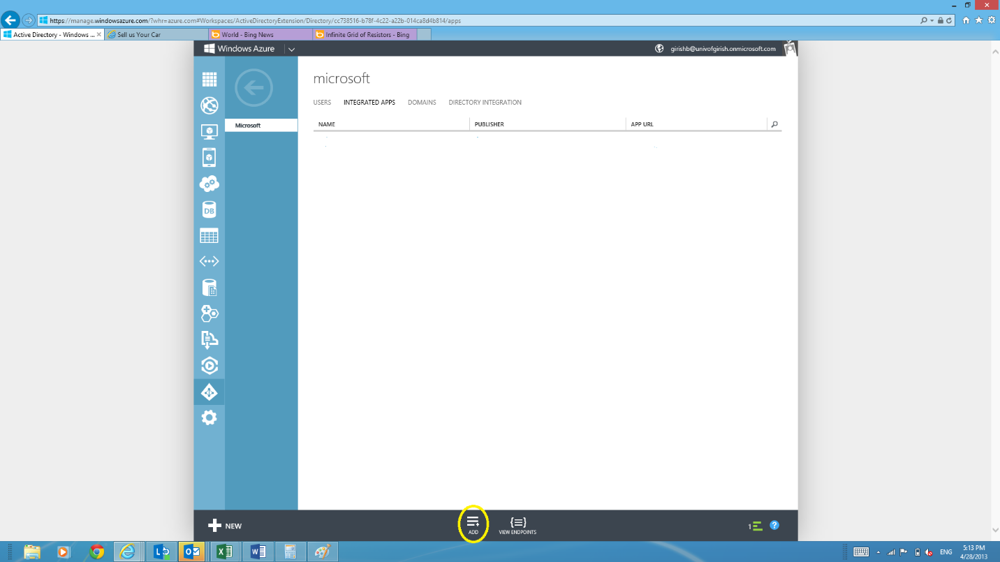 https://manage.windowsazure.com/?whr=azure.com#Workspaces/ActiveDirectoryExtension/Directory/cc738516-b78f-4c22-a22b-014ca8d4b814/apps
Active Directory - Windows ...
Sell us Your Car
World - Bing News
Infinite Grid of Resistors - Bing
Windows Azure
girishb@univofgirish.onmicrosoft.com
microsoft
USERS INTEGRATED APPS DOMAINS DIRECTORY INTEGRATION
Microsoft
NAME PUBLISHER APP URL
DB
NEW
ADD
VIEW ENDPOINTS
1
?
ENG
5:13 PM
4/28/2013